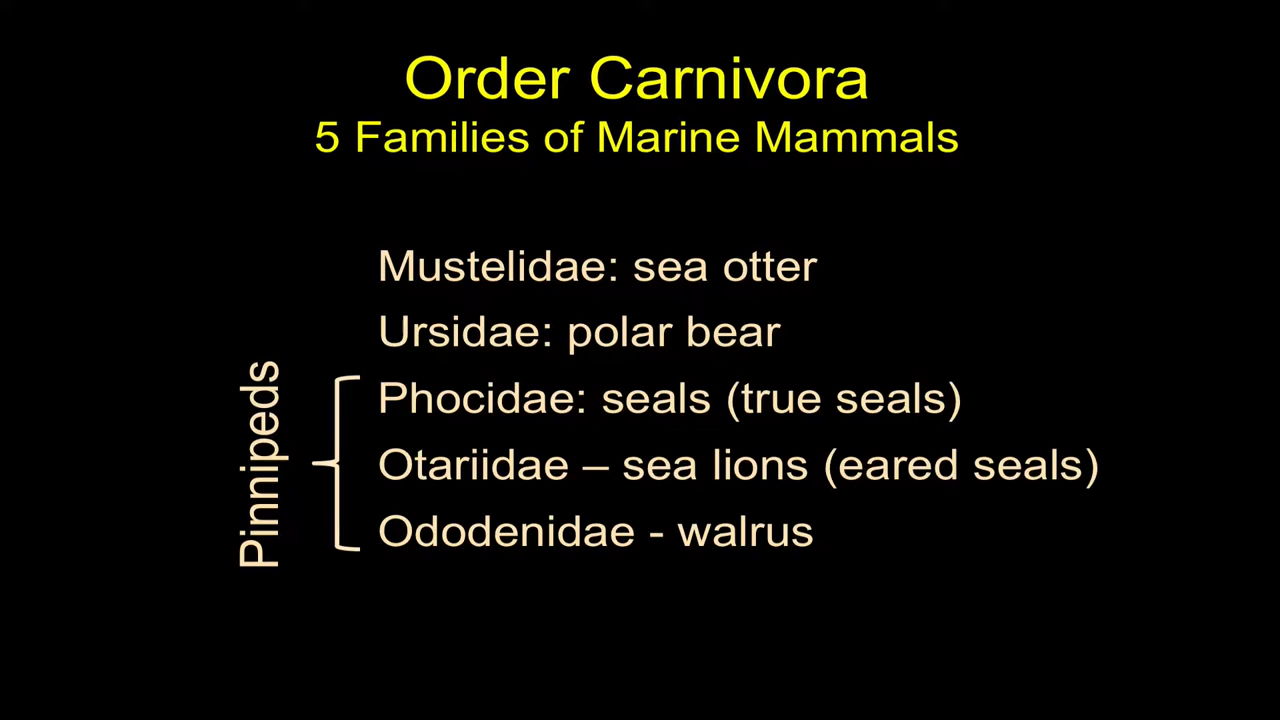 Order Carnivora
5 Families of Marine Mammals
Mustelidae: sea otter
Ursidae: polar bear
Pinnipeds
Phocidae: seals (true seals)
Otariidae – sea lions (eared seals)
Ododenidae - walrus